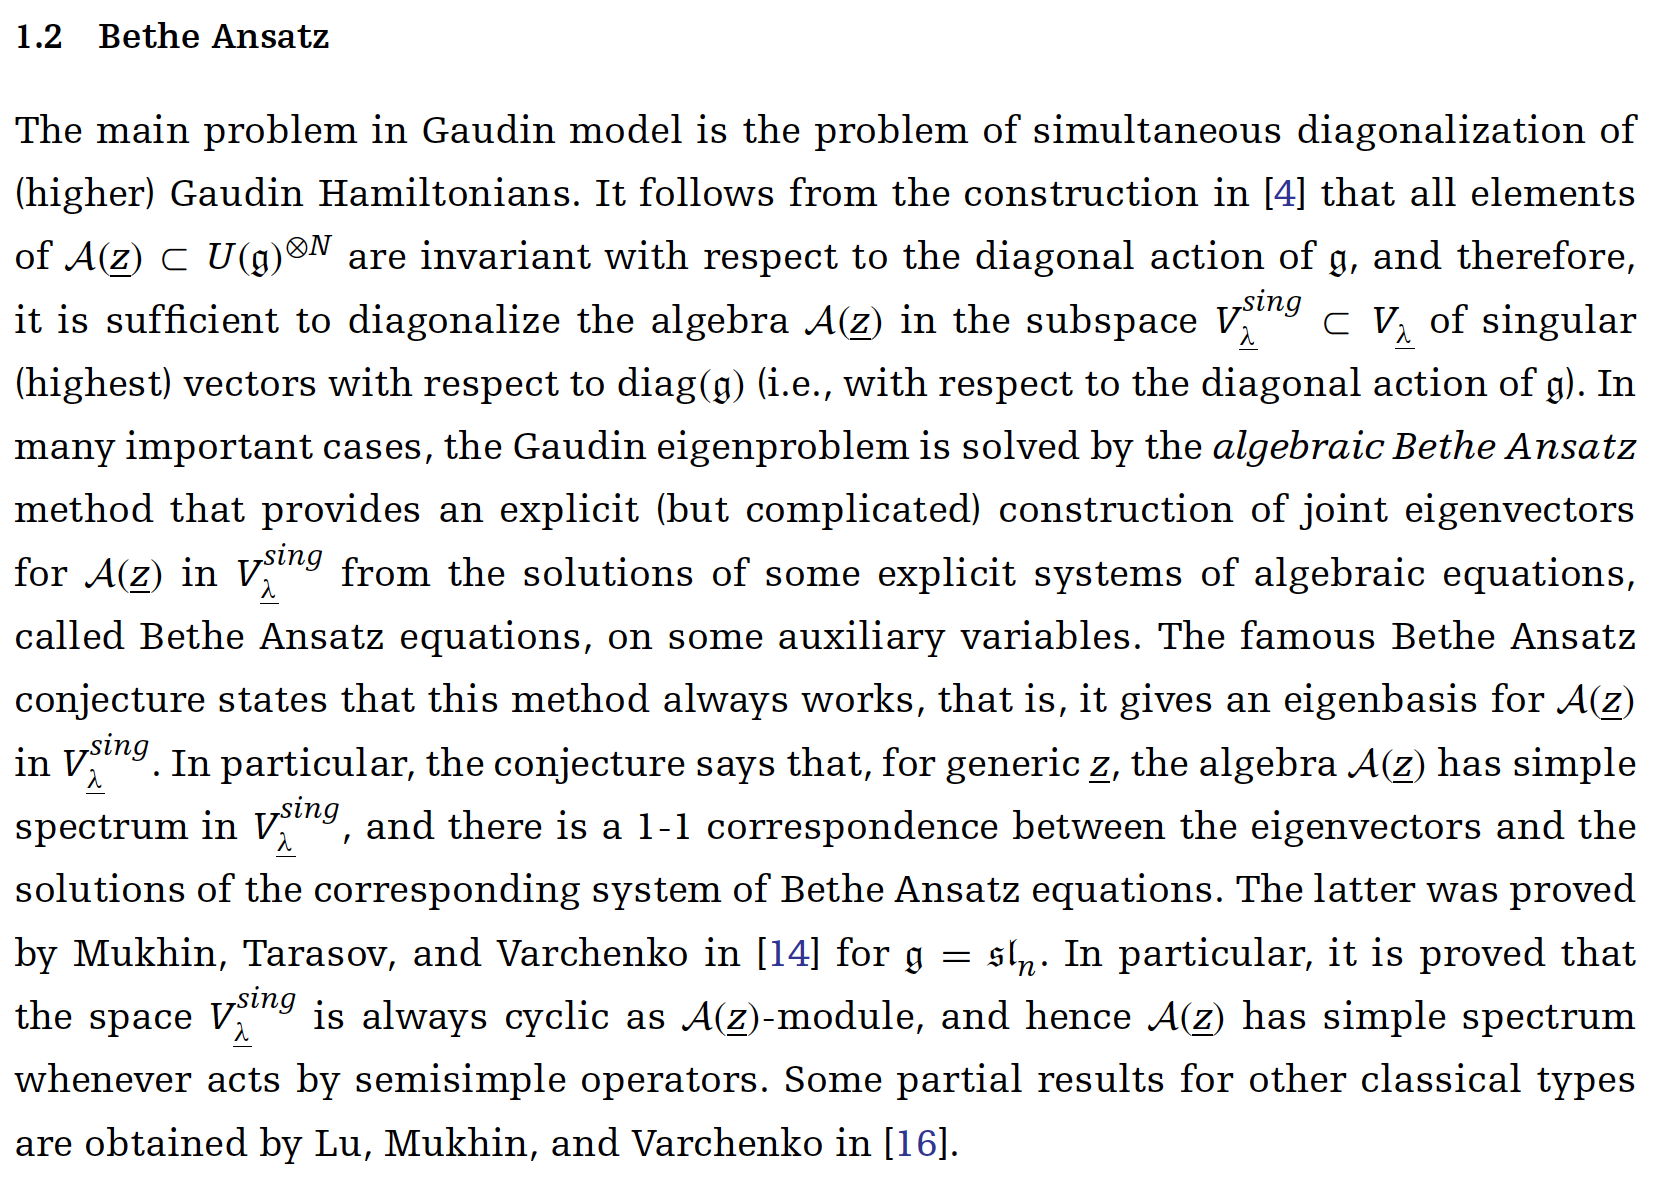 1.2 Bethe Ansatz
The main problem in Gaudin model is the problem of simultaneous diagonalization of
(higher) Gaudin Hamiltonians. It follows from the construction in [4] that all elements
of $\mathcal{A}(\underline{z}) \subset U(\mathfrak{g})^{\otimes N}$ are invariant with respect to the diagonal action of $\mathfrak{g}$, and therefore,
it is sufficient to diagonalize the algebra $\mathcal{A}(\underline{z})$ in the subspace $V_{\underline{\lambda}}^{sing} \subset V_{\underline{\lambda}}$ of singular
(highest) vectors with respect to diag($\mathfrak{g}$) (i.e., with respect to the diagonal action of $\mathfrak{g}$). In
many important cases, the Gaudin eigenproblem is solved by the algebraic Bethe Ansatz
method that provides an explicit (but complicated) construction of joint eigenvectors
for $\mathcal{A}(\underline{z})$ in $V_{\underline{\lambda}}^{sing}$ from the solutions of some explicit systems of algebraic equations,
called Bethe Ansatz equations, on some auxiliary variables. The famous Bethe Ansatz
conjecture states that this method always works, that is, it gives an eigenbasis for $\mathcal{A}(\underline{z})$
in $V_{\underline{\lambda}}^{sing}$. In particular, the conjecture says that, for generic $\underline{z}$, the algebra $\mathcal{A}(\underline{z})$ has simple
spectrum in $V_{\underline{\lambda}}^{sing}$, and there is a 1-1 correspondence between the eigenvectors and the
solutions of the corresponding system of Bethe Ansatz equations. The latter was proved
by Mukhin, Tarasov, and Varchenko in [14] for $\mathfrak{g} = \mathfrak{sl}_n$. In particular, it is proved that
the space $V_{\underline{\lambda}}^{sing}$ is always cyclic as $\mathcal{A}(\underline{z})$-module, and hence $\mathcal{A}(\underline{z})$ has simple spectrum
whenever acts by semisimple operators. Some partial results for other classical types
are obtained by Lu, Mukhin, and Varchenko in [16].